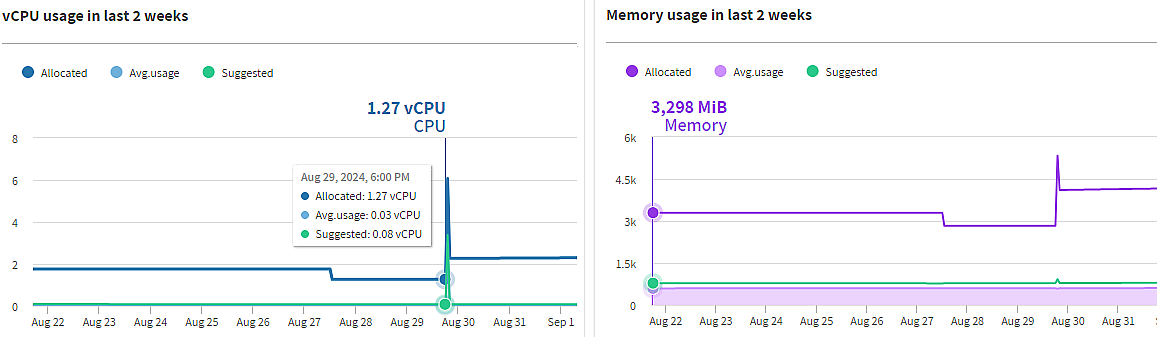 vCPU usage in last 2 weeks
Allocated Avg.usage Suggested
1.27 vCPU
CPU
8
6
4
2
0
Aug 29, 2024, 6:00 PM
Allocated: 1.27 vCPU
Avg.usage: 0.03 vCPU
Suggested: 0.08 vCPU
Aug 22 Aug 23 Aug 24 Aug 25 Aug 26 Aug 27 Aug 28 Aug 29 Aug 30 Aug 31 Sep 1
Memory usage in last 2 weeks
Allocated Avg.usage Suggested
3,298 MiB
Memory
6k
4.5k
3k
1.5k
0
Aug 22 Aug 23 Aug 24 Aug 25 Aug 26 Aug 27 Aug 28 Aug 29 Aug 30 Aug 31